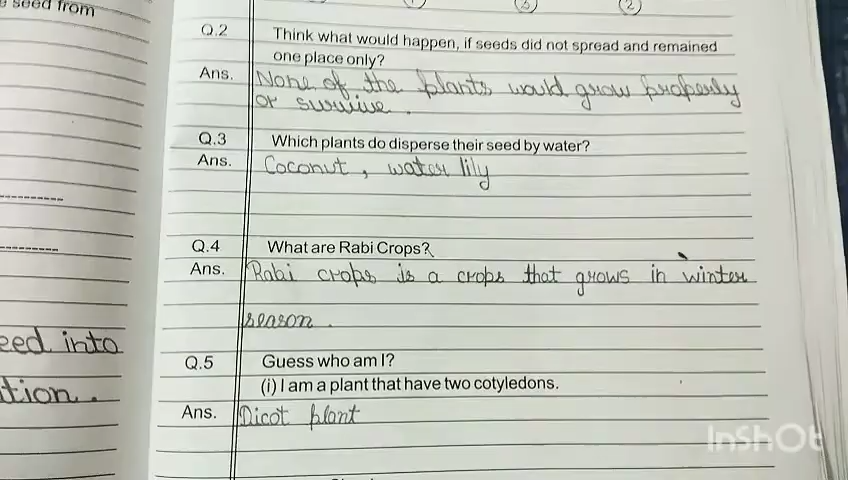 seed from
(3) (2)
Q.2 Think what would happen, if seeds did not spread and remained
one place only?
Ans. None of the plants would grow properly
or survive.
Q.3 Which plants do disperse their seed by water?
Ans. Coconut, water lily
Q.4 What are Rabi Crops?
Ans. Rabi crops is a crops that grows in winter
season.
eed into
Q.5 Guess who am I?
(i) I am a plant that have two cotyledons.
tion.
Ans. Dicot plant
InShOt